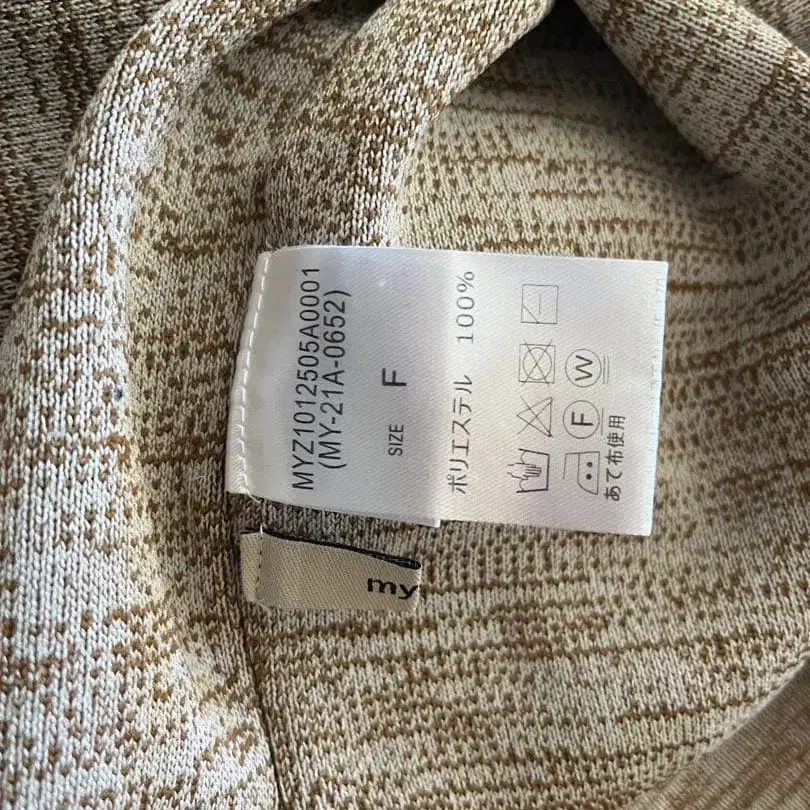 MYZ1012505A0001
(MY-21A-0652)
SIZE F
ポリエステル 100%
F W
あて布使用
my